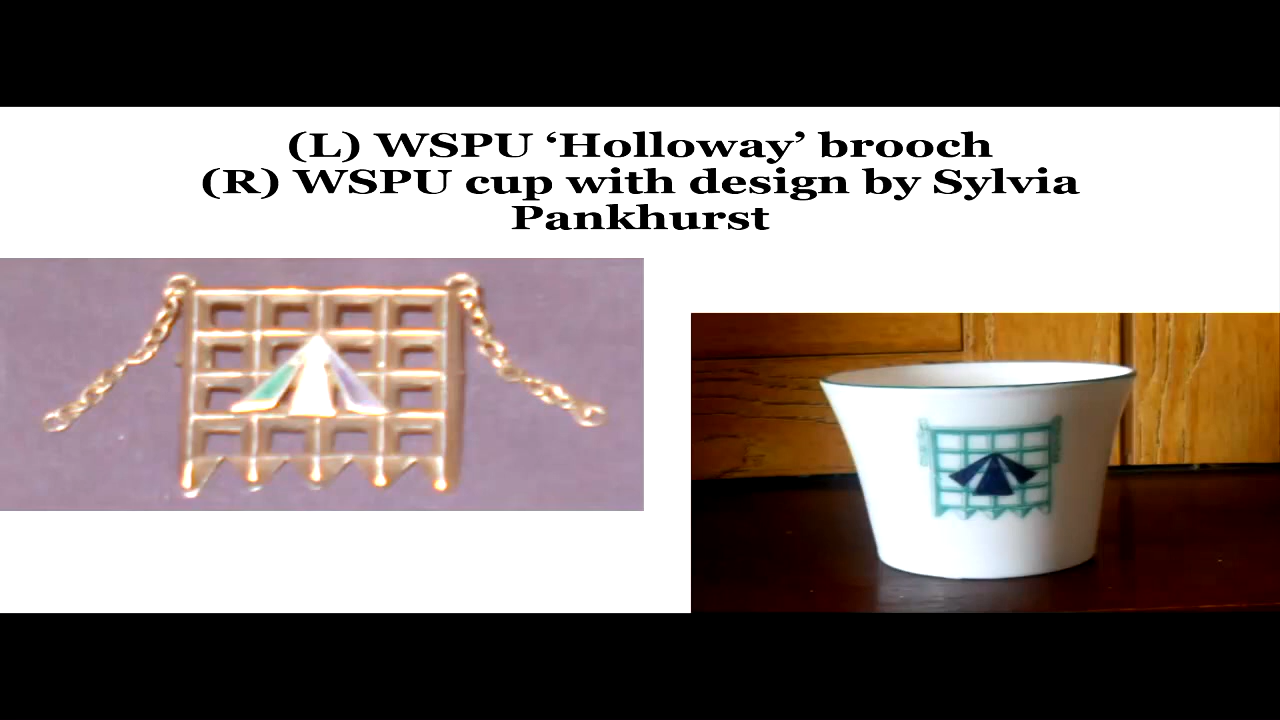 (L) WSPU ‘Holloway’ brooch
(R) WSPU cup with design by Sylvia
Pankhurst